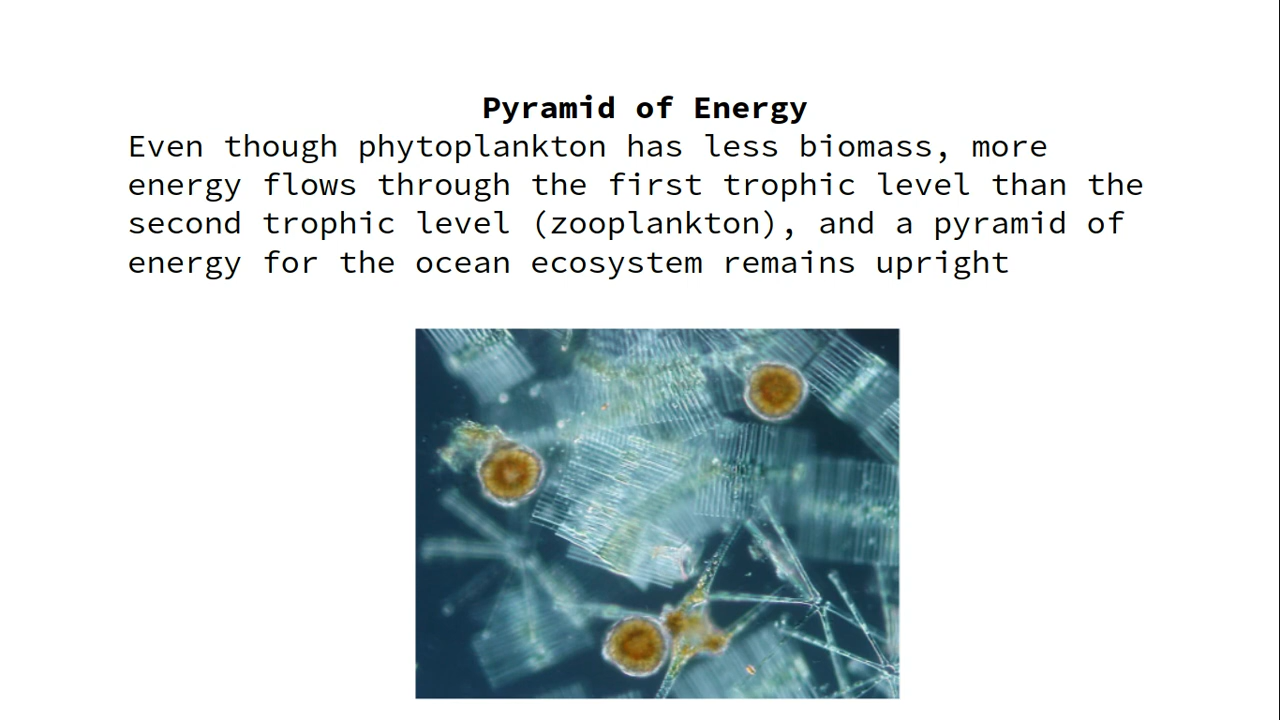 Pyramid of Energy
Even though phytoplankton has less biomass, more
energy flows through the first trophic level than the
second trophic level (zooplankton), and a pyramid of
energy for the ocean ecosystem remains upright